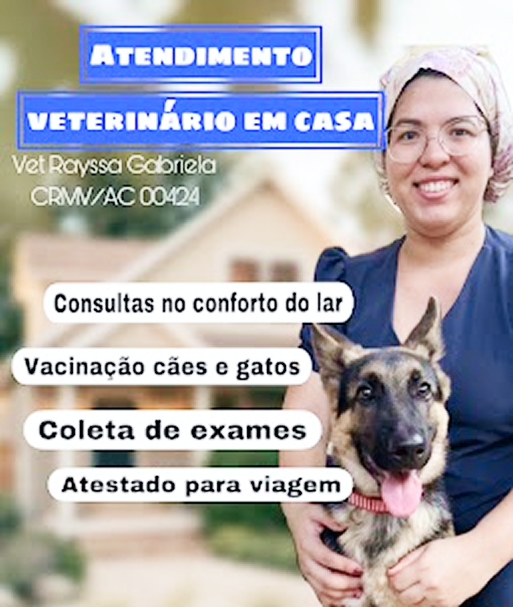 Atendimento
veterinário em casa
Vet Rayssa Gabriela
CRMV/AC 00424
Consultas no conforto do lar
Vacinação cães e gatos
Coleta de exames
Atestado para viagem